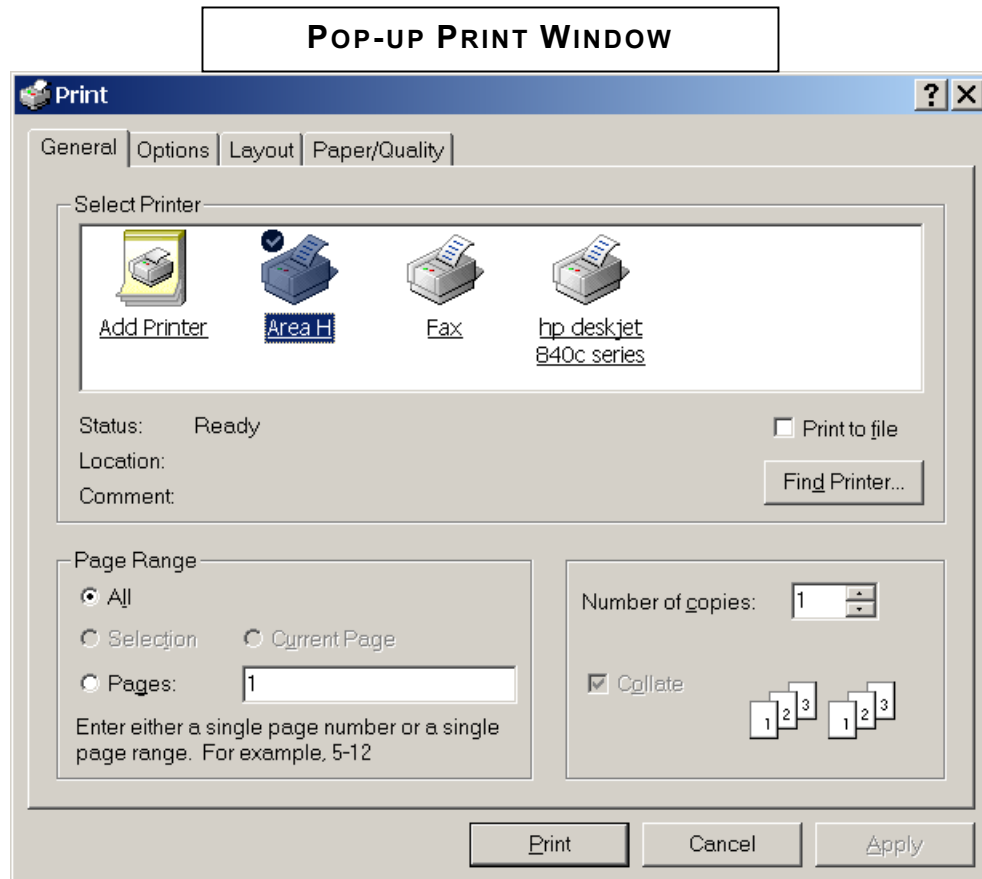 POP-UP PRINT WINDOW
Print
General Options Layout Paper/Quality
Select Printer
Add Printer Area H Fax hp deskjet
840c series
Status: Ready
Print to file
Location:
Find Printer...
Comment:
Page Range
All
Number of copies: 1
Selection Current Page
Pages: 1
Collate
1 2 3 1 2 3
Enter either a single page number or a single
page range. For example, 5-12
Print Cancel Apply